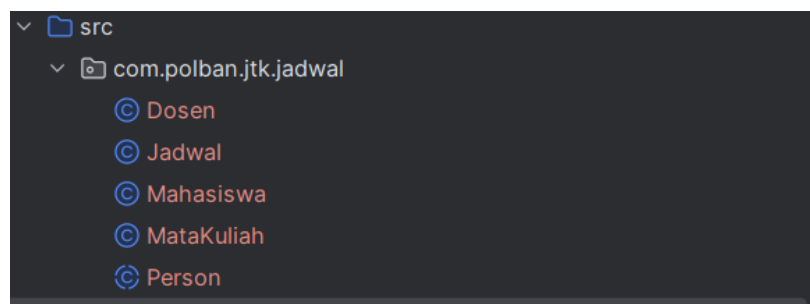 src
com.polban.jtk.jadwal
Dosen
Jadwal
Mahasiswa
MataKuliah
Person